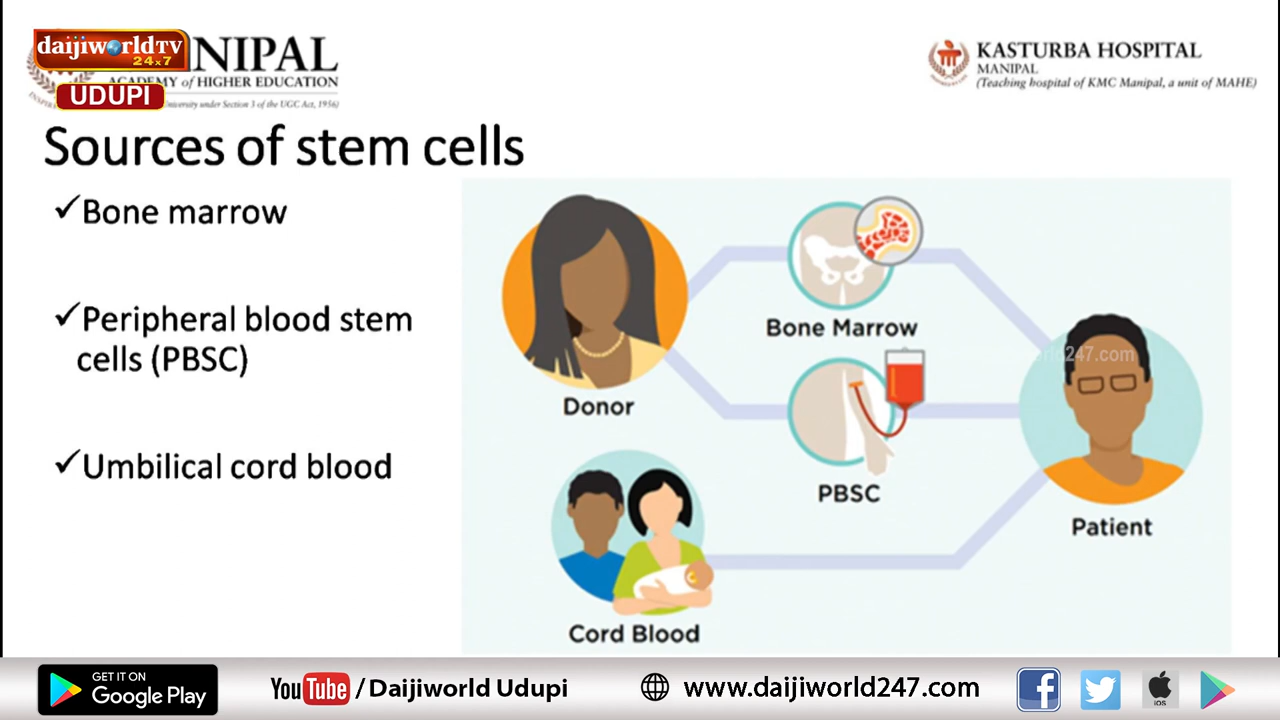 daijiworldTV
24x7
UDUPI
NIPAL
ACADEMY of HIGHER EDUCATION
University under Section 3 of the UGC Act, 1956)
KASTURBA HOSPITAL
MANIPAL
(Teaching hospital of KMC Manipal, a unit of MAHE)
Sources of stem cells
✓Bone marrow
✓Peripheral blood stem
cells (PBSC)
✓Umbilical cord blood
Donor
Bone Marrow
PBSC
Cord Blood
world247.com
Patient
GET IT ON
Google Play
YouTube /Daijiworld Udupi
www.daijiworld247.com
iOS